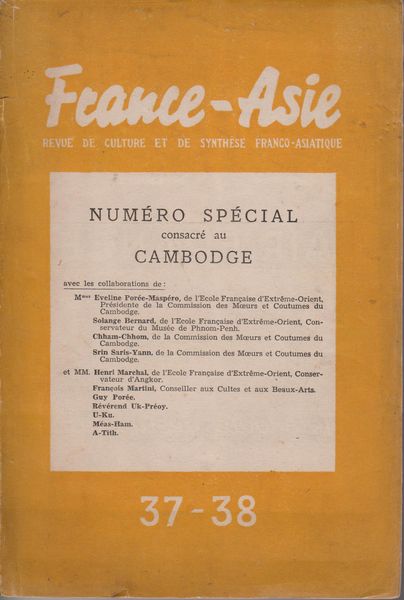 France-Asie
REVUE DE CULTURE ET DE SYNTHÈSE FRANCO-ASIATIQUE
NUMÉRO SPÉCIAL
consacré au
CAMBODGE
avec les collaborations de :
Mmes Eveline Porée-Maspéro, de l'Ecole Française d'Extrême-Orient,
Présidente de la Commission des Mœurs et Coutumes du
Cambodge.
Solange Bernard, de l'Ecole Française d'Extrême-Orient, Con-
servateur du Musée de Phnom-Penh.
Chham-Chhom, de la Commission des Mœurs et Coutumes du
Cambodge.
Srin Saris-Yann, de la Commission des Mœurs et Coutumes du
Cambodge.
et MM. Henri Marchal, de l'Ecole Française d'Extrême-Orient, Conser-
vateur d'Angkor.
François Martini, Conseiller aux Cultes et aux Beaux-Arts.
Guy Porée.
Révérend Uk-Préoy.
U-Ku.
Méas-Ham.
A-Tith.
37-38